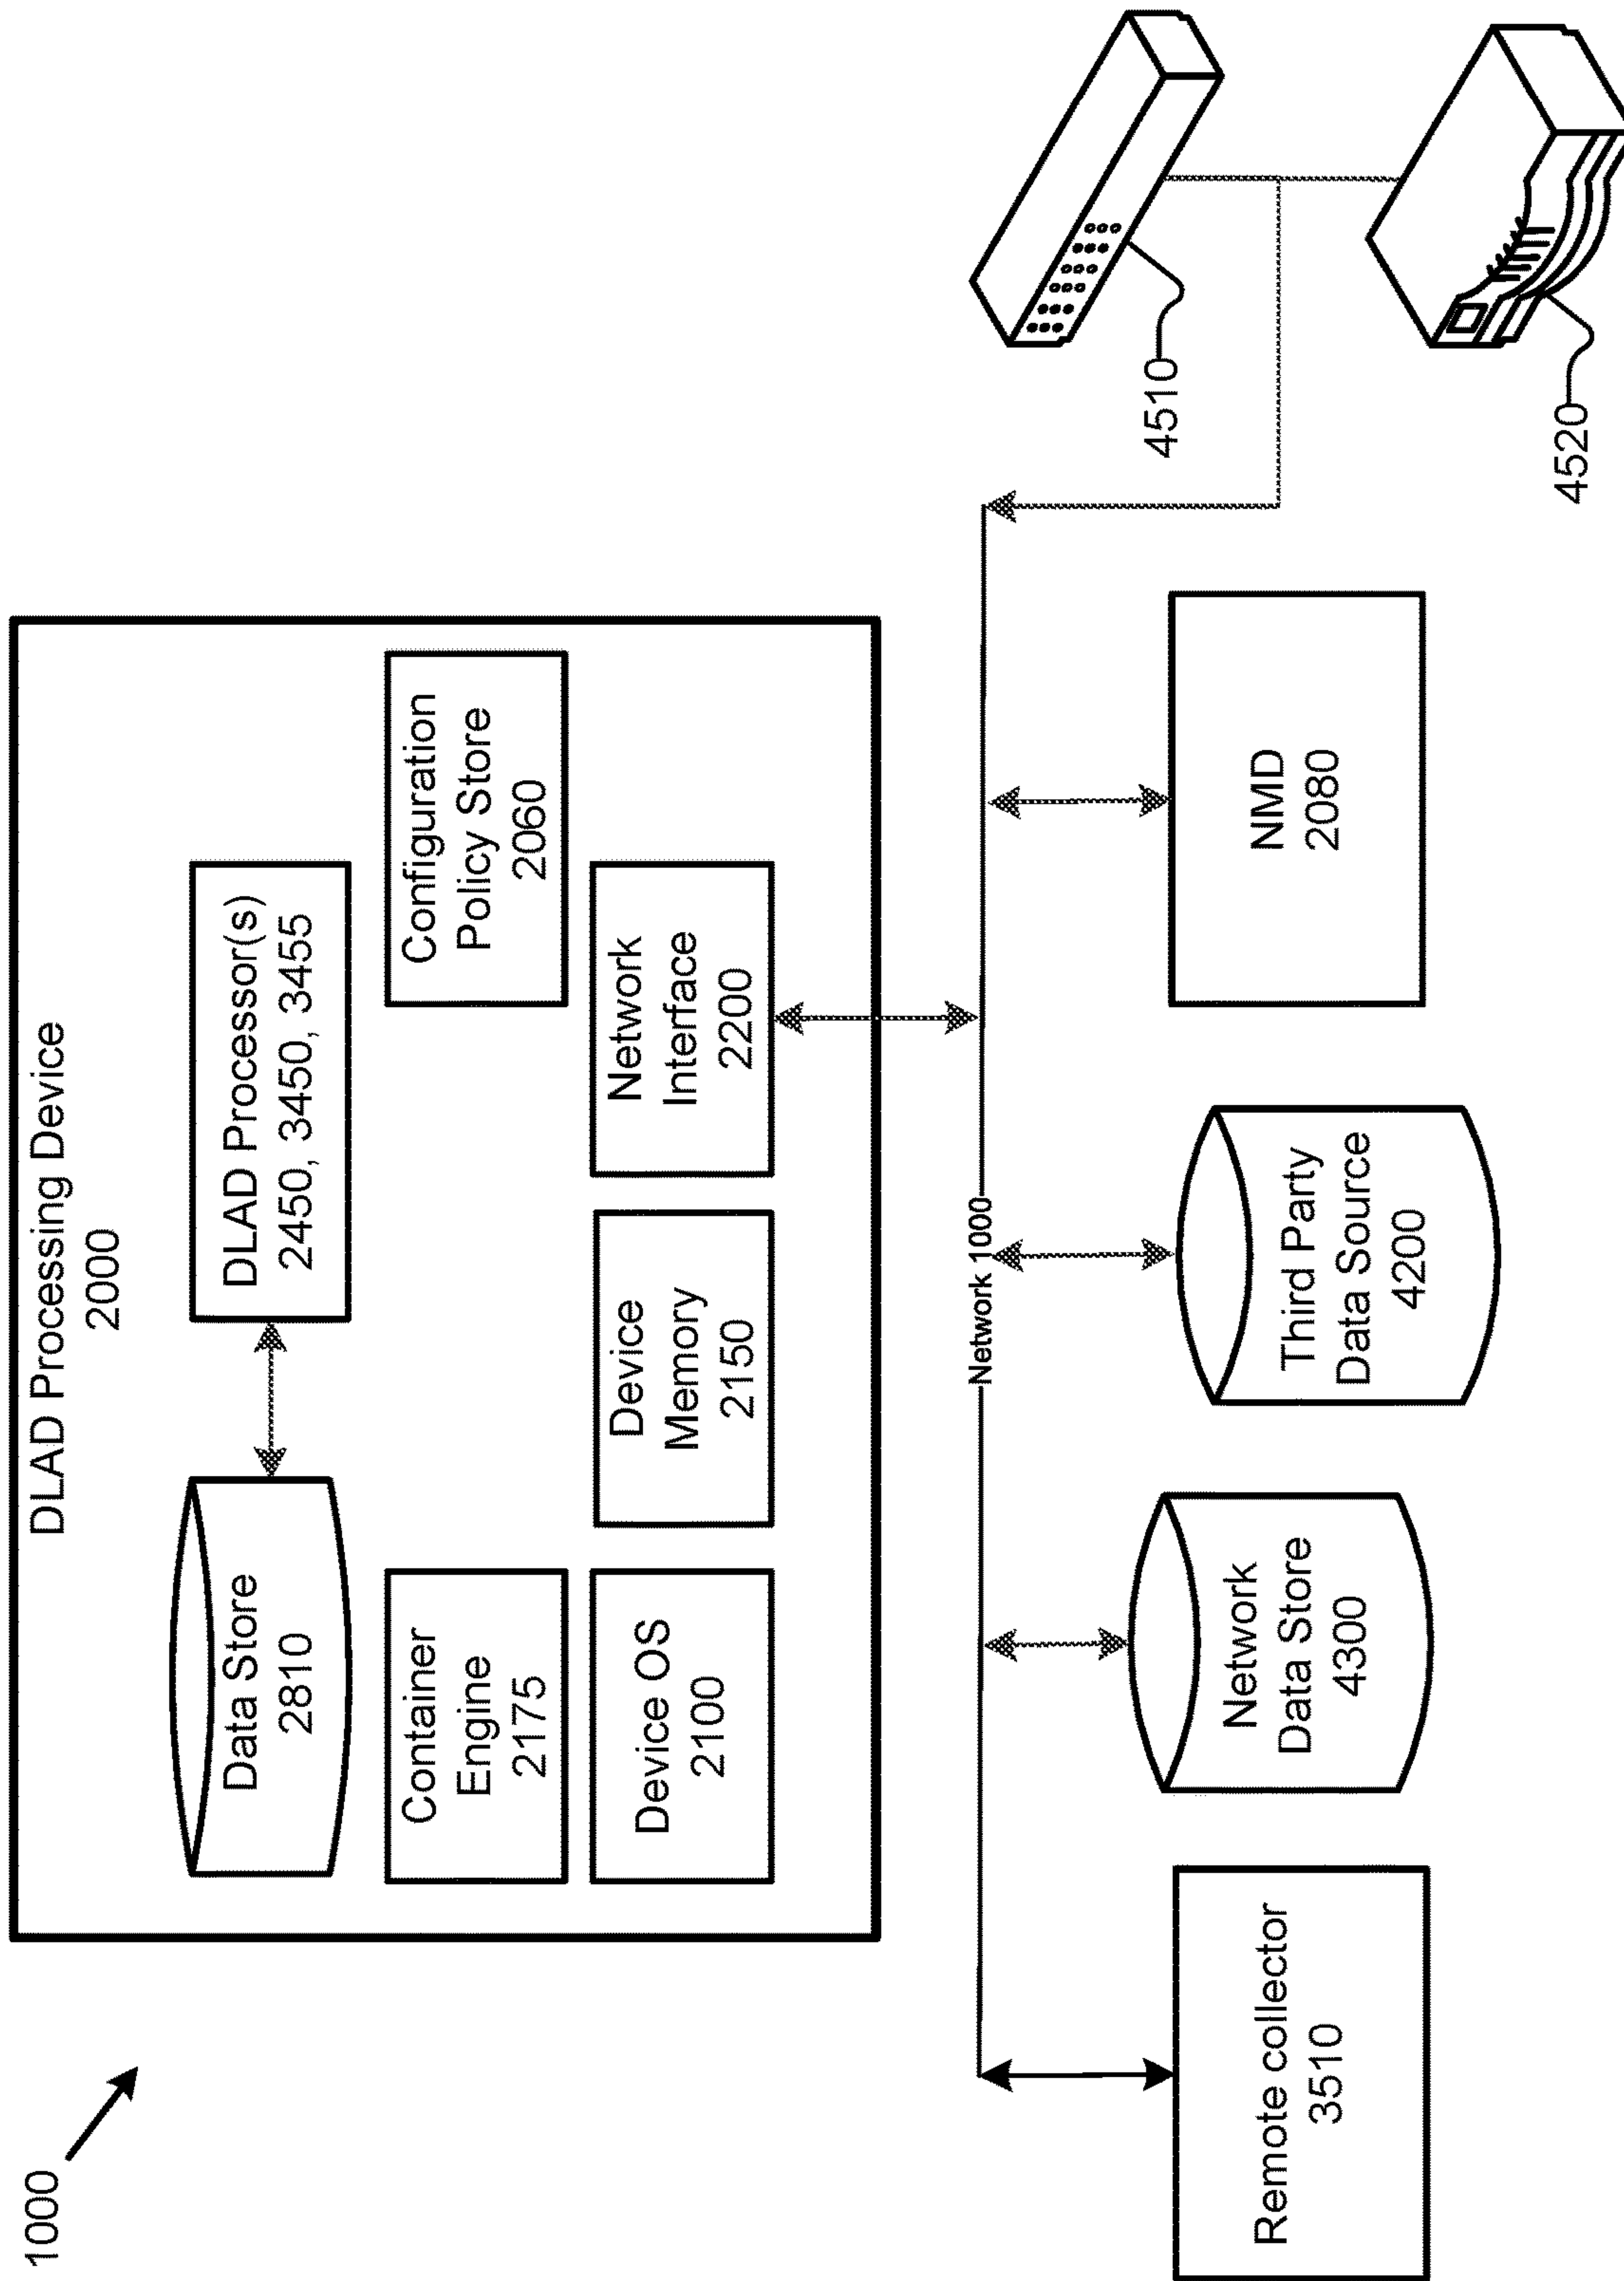 1000
DLAD Processing Device
2000
Data Store
2810
DLAD Processor(s)
2450, 3450, 3455
Container
Engine
2175
Configuration
Policy Store
2060
Device OS
2100
Device
Memory
2150
Network
Interface
2200
Network 1000
Remote collector
3510
Network
Data Store
4300
Third Party
Data Source
4200
NMD
2080
4510
4520